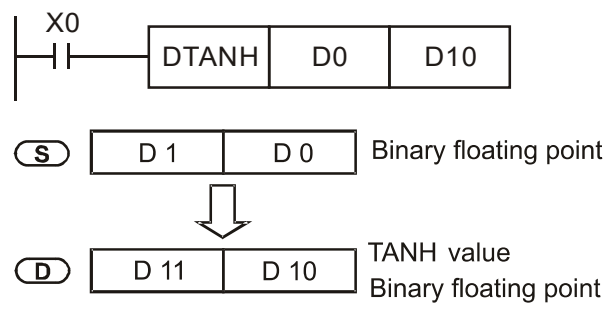 X0
DTANH D0 D10
S D 1 D 0 Binary floating point
D D 11 D 10 TANH value
Binary floating point